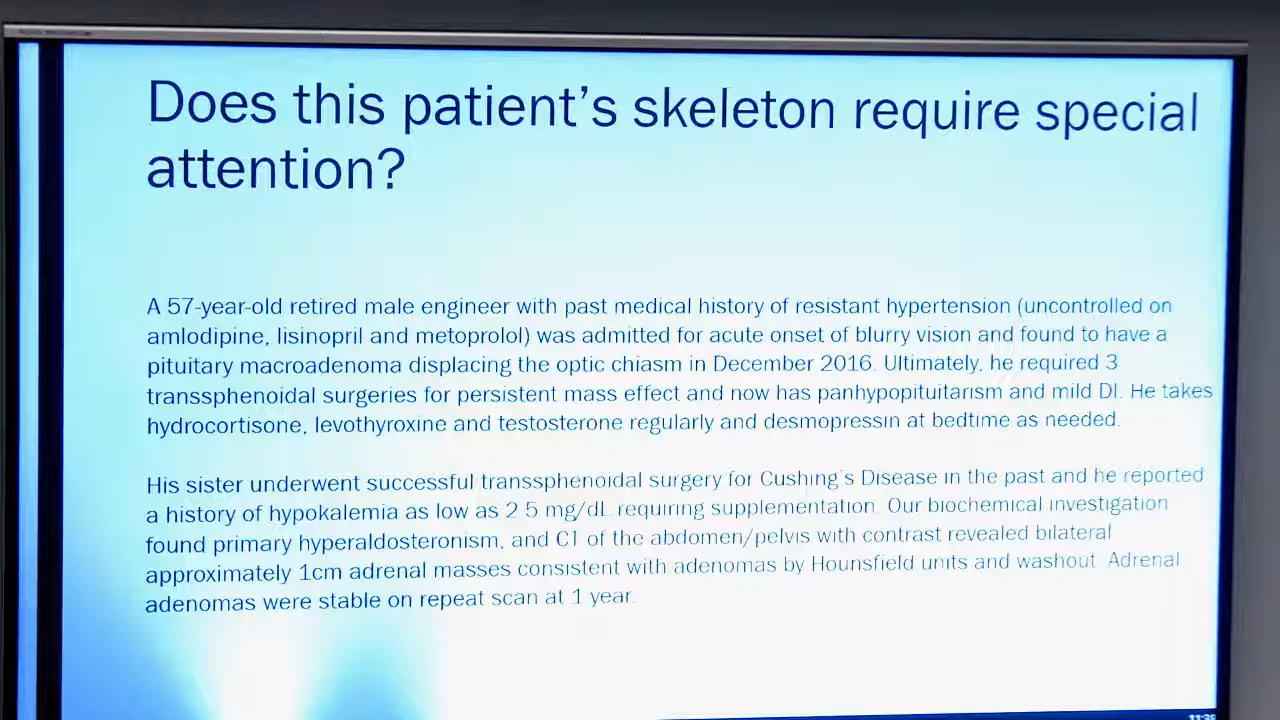 Does this patient's skeleton require special
attention?
A 57-year-old retired male engineer with past medical history of resistant hypertension (uncontrolled on
amlodipine, lisinopril and metoprolol) was admitted for acute onset of blurry vision and found to have a
pituitary macroadenoma displacing the optic chiasm in December 2016. Ultimately, he required 3
transsphenoidal surgeries for persistent mass effect and now has panhypopituitarism and mild DI. He takes
hydrocortisone, levothyroxine and testosterone regularly and desmopressin at bedtime as needed.
His sister underwent successful transsphenoidal surgery for Cushing's Disease in the past and he reported
a history of hypokalemia as low as 2.5 mg/dL requiring supplementation. Our biochemical investigation
found primary hyperaldosteronism, and CT of the abdomen/pelvis with contrast revealed bilateral
approximately 1cm adrenal masses consistent with adenomas by Hounsfield units and washout. Adrenal
adenomas were stable on repeat scan at 1 year.